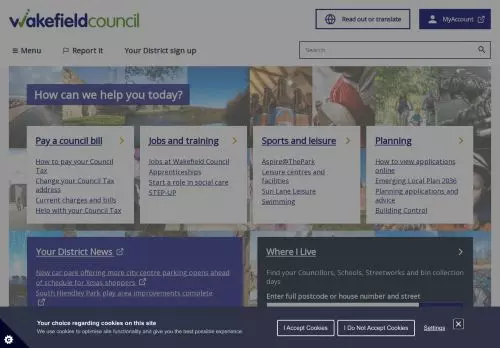 wakefieldcouncil
Read out or translate
MyAccount
Menu
Report it
Your District sign up
Search
How can we help you today?
Pay a council bill
How to pay your Council
Tax
Change your Council Tax
address
Current charges and bills
Help with your Council Tax
Jobs and training
Jobs at Wakefield Council
Apprenticeships
Start a role in social care
STEP-UP
Sports and leisure
Aspire@ThePark
Leisure centres and
facilities
Sun Lane Leisure
Swimming
Planning
How to view applications
online
Emerging Local Plan 2036
Planning applications and
advice
Building Control
Your District News
New car park offering more city centre parking opens ahead
of schedule for Xmas shoppers
South Hiendley Park play area improvements complete
Where I Live
Find your Councillors, Schools, Streetworks and bin collection
days
Enter full postcode or house number and street
Your choice regarding cookies on this site
We use cookies to optimise site functionality and give you the best possible experience.
I Accept Cookies
I Do Not Accept Cookies
Settings